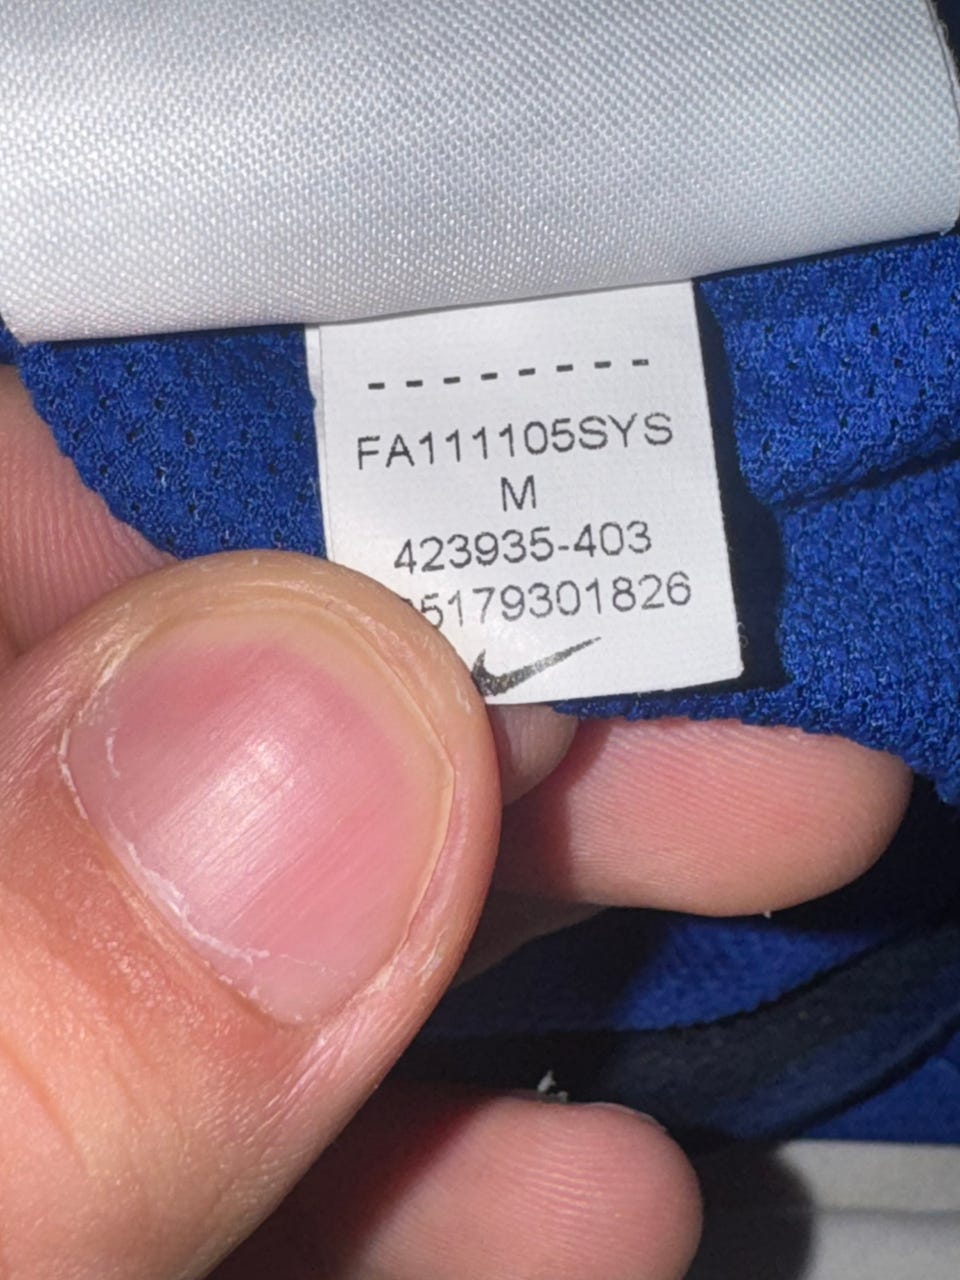 - - - - - - - -
FA111105SYS
M
423935-403
5179301826